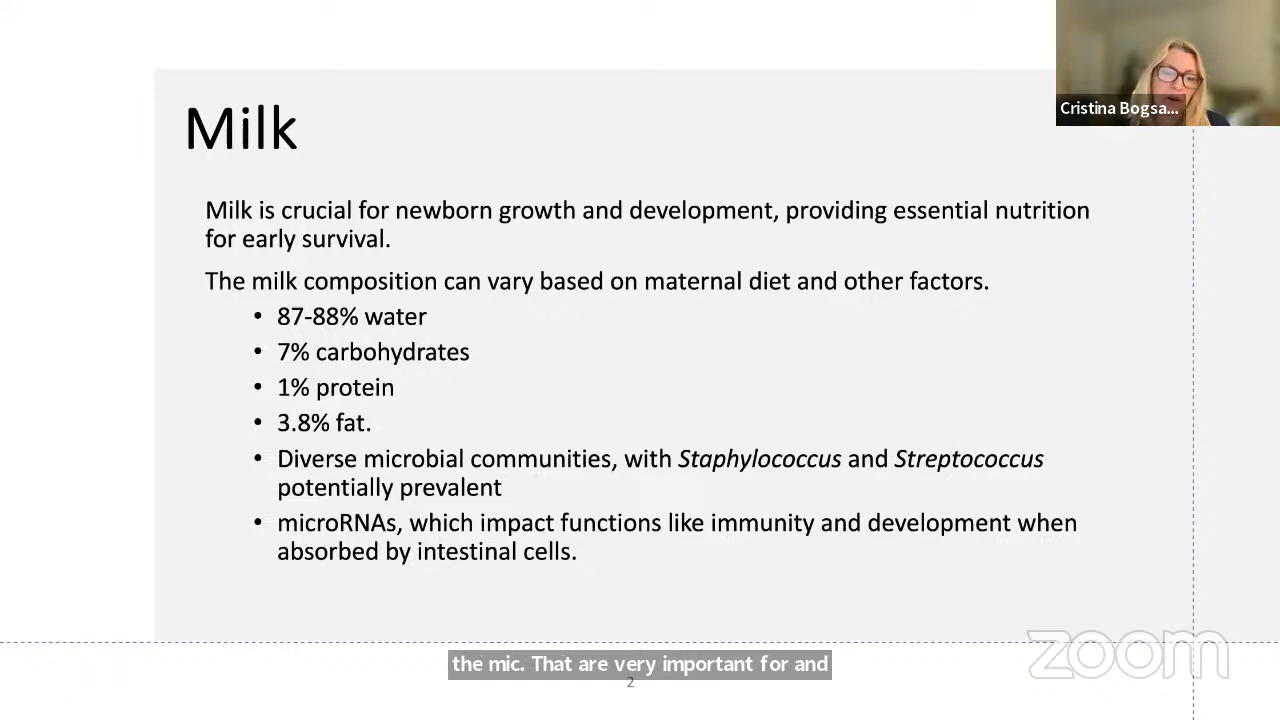 Cristina Bogsa...
Milk
Milk is crucial for newborn growth and development, providing essential nutrition
for early survival.
The milk composition can vary based on maternal diet and other factors.
• 87-88% water
• 7% carbohydrates
• 1% protein
• 3.8% fat.
• Diverse microbial communities, with Staphylococcus and Streptococcus
potentially prevalent
• microRNAs, which impact functions like immunity and development when
absorbed by intestinal cells.
zoom
the mic. That are very important for and
2